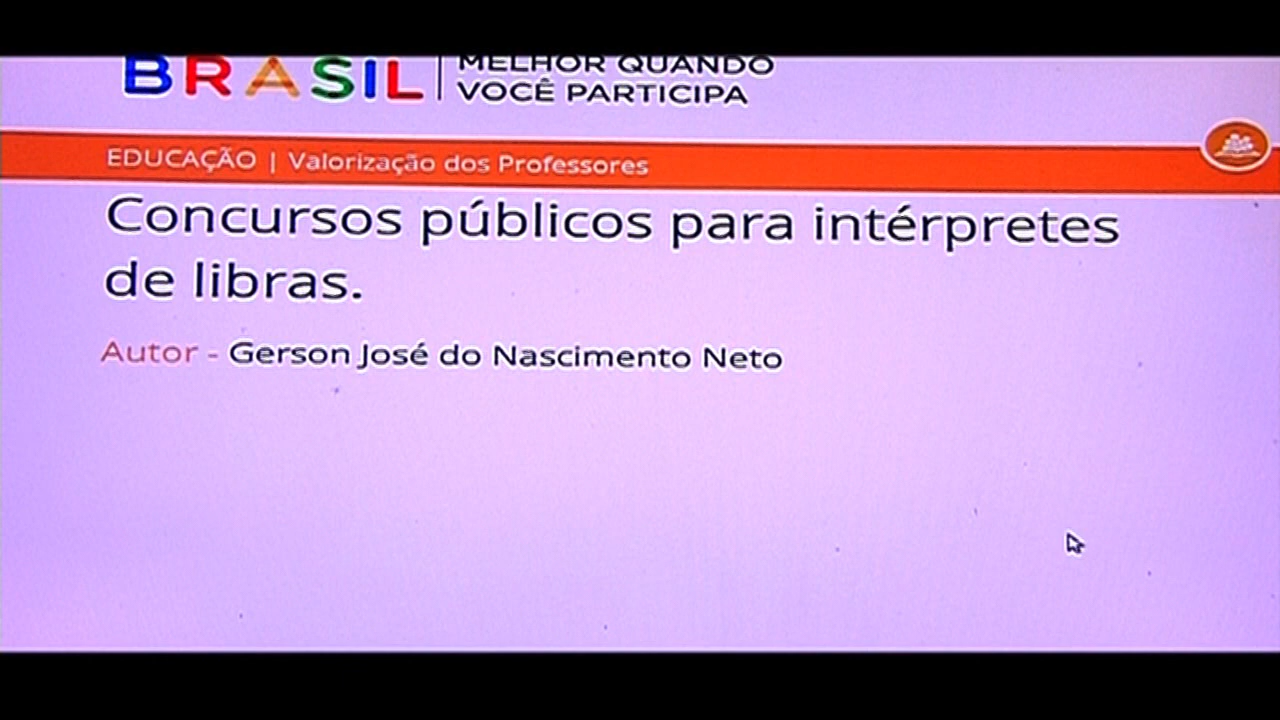 BRASIL | MELHOR QUANDO
VOCÊ PARTICIPA
EDUCAÇÃO | Valorização dos Professores
Concursos públicos para intérpretes
de libras.
Autor - Gerson José do Nascimento Neto